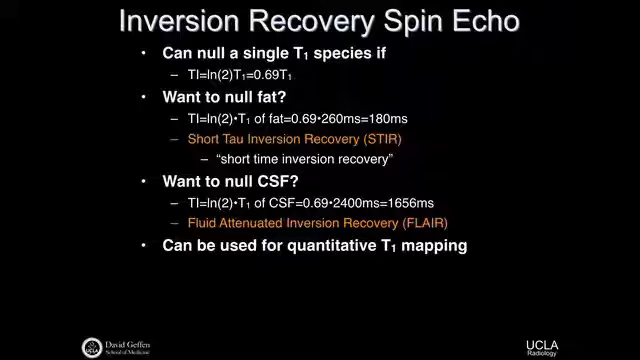 Inversion Recovery Spin Echo
• Can null a single T₁ species if
– TI=ln(2)T₁=0.69T₁
• Want to null fat?
– TI=ln(2)•T₁ of fat=0.69•260ms=180ms
– Short Tau Inversion Recovery (STIR)
– “short time inversion recovery”
• Want to null CSF?
– TI=ln(2)•T₁ of CSF=0.69•2400ms=1656ms
– Fluid Attenuated Inversion Recovery (FLAIR)
• Can be used for quantitative T₁ mapping
UCLA
David Geffen
School of Medicine
UCLA
Radiology